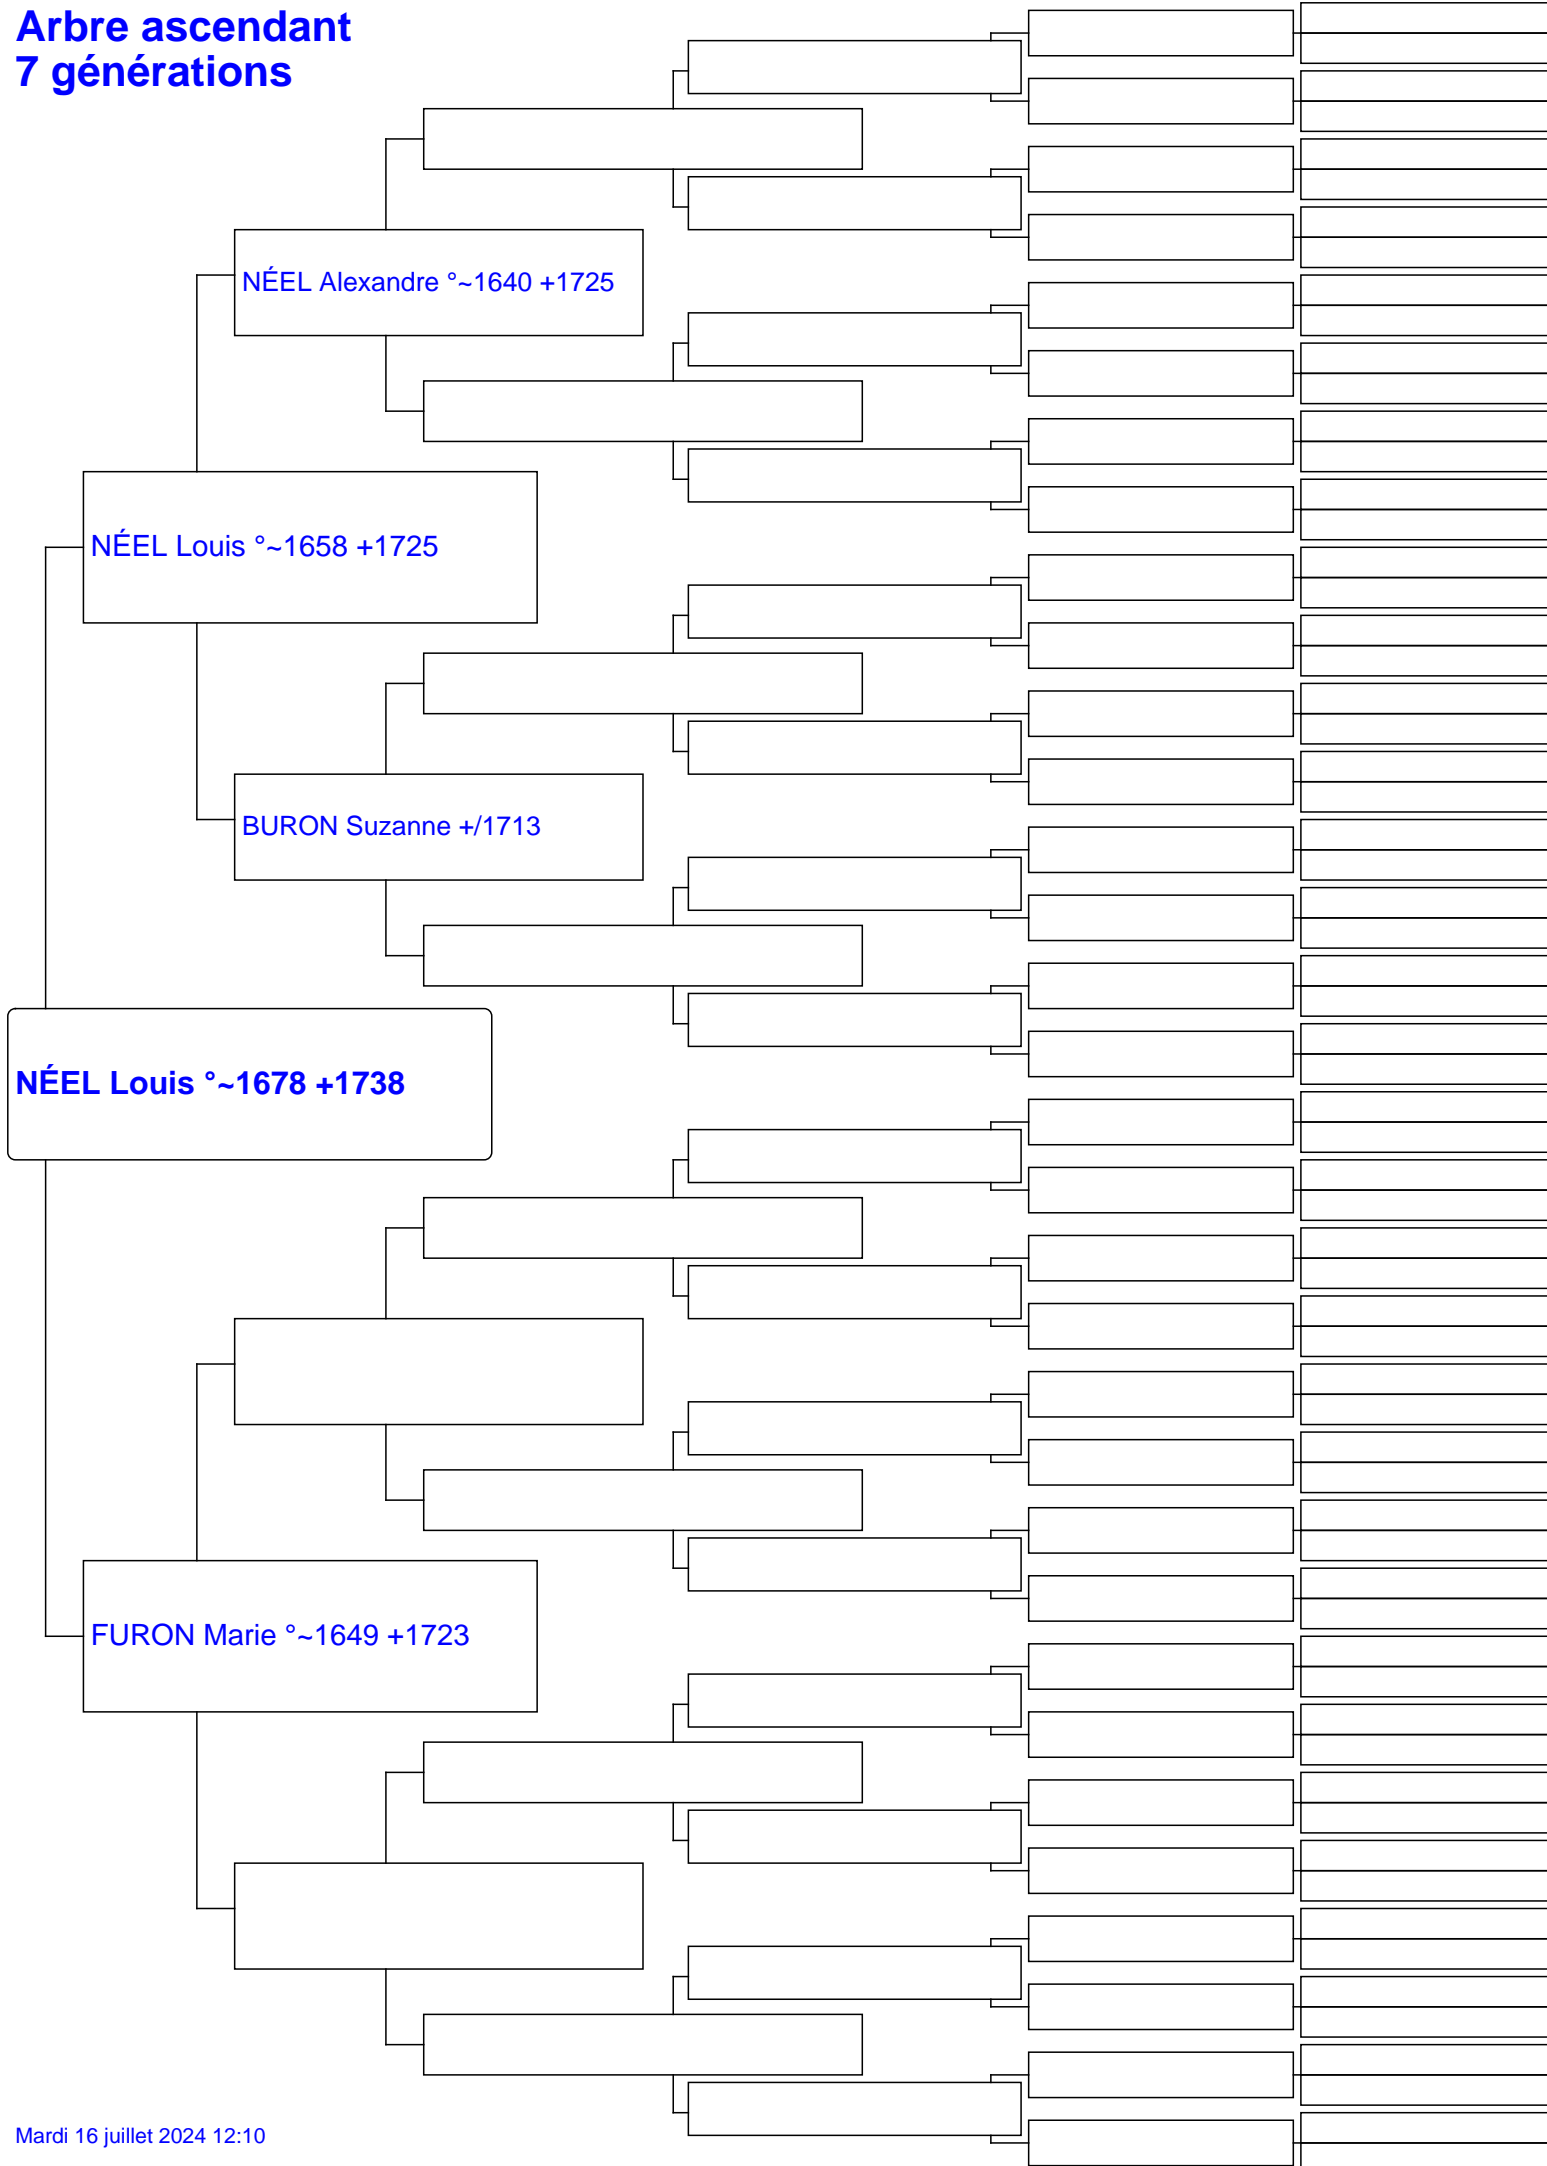 Arbre ascendant
7 générations
NÉEL Alexandre °~1640 +1725
NÉEL Louis °~1658 +1725
BURON Suzanne +/1713
NÉEL Louis °~1678 +1738
FURON Marie °~1649 +1723
Mardi 16 juillet 2024 12:10